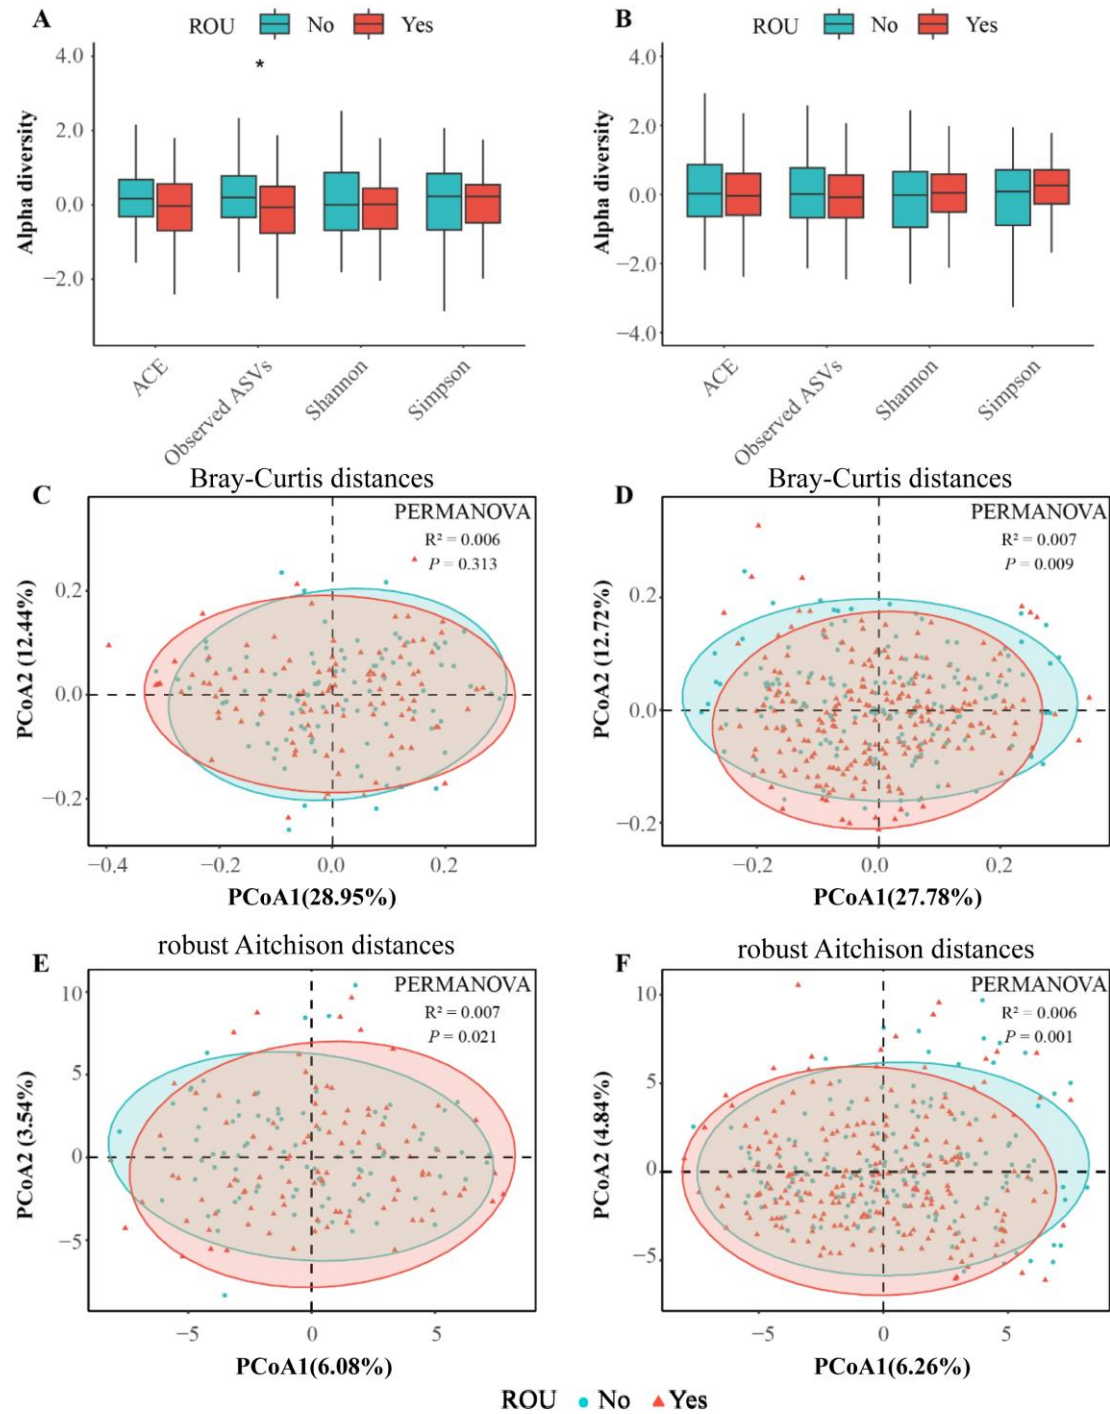 A
ROU No Yes
4.0
2.0
0.0
−2.0
Alpha diversity
*
ACE
Observed ASVs
Shannon
Simpson
B
ROU No Yes
4.0
2.0
0.0
−2.0
−4.0
Alpha diversity
ACE
Observed ASVs
Shannon
Simpson
C
Bray-Curtis distances
PERMANOVA
R² = 0.006
P = 0.313
PCoA2 (12.44%)
0.2
0.0
−0.2
−0.4 −0.2 0.0 0.2
PCoA1(28.95%)
D
Bray-Curtis distances
PERMANOVA
R² = 0.007
P = 0.009
PCoA2 (12.72%)
0.2
0.0
−0.2
−0.2 0.0 0.2
PCoA1(27.78%)
E
robust Aitchison distances
PERMANOVA
R² = 0.007
P = 0.021
PCoA2 (3.54%)
10
5
0
−5
−5 0 5
PCoA1(6.08%)
F
robust Aitchison distances
PERMANOVA
R² = 0.006
P = 0.001
PCoA2 (4.84%)
10
5
0
−5
−5 0 5
PCoA1(6.26%)
ROU No Yes